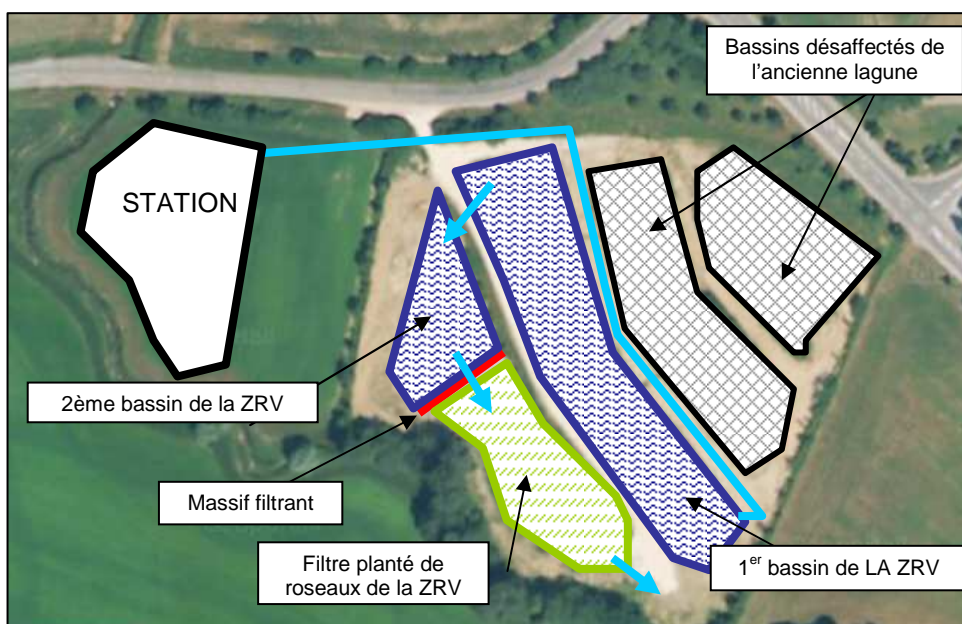 Bassins désaffectés de
l'ancienne lagune
STATION
2ème bassin de la ZRV
Massif filtrant
Filtre planté de
roseaux de la ZRV
1er bassin de LA ZRV